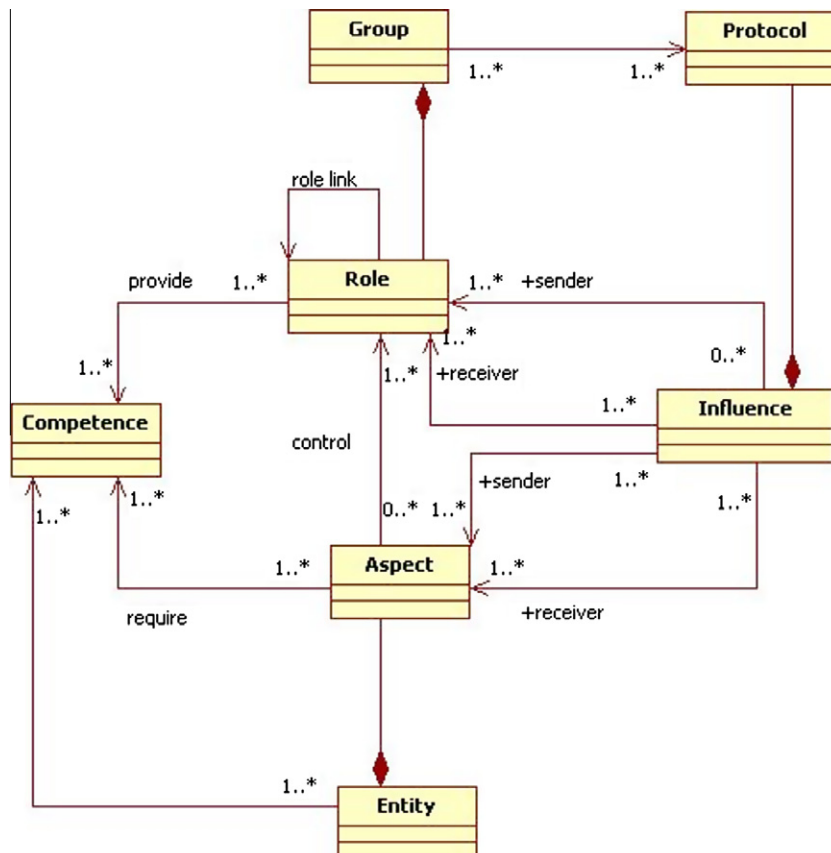 Group
Protocol
1..*
1..*
role link
provide
1..*
Role
1..*
+sender
1..*
1..*
1..*
+receiver
0..*
Competence
Influence
1..*
control
+sender
1..*
1..*
1..*
1..*
0..*
1..*
Aspect
1..*
1..*
require
+receiver
1..*
Entity